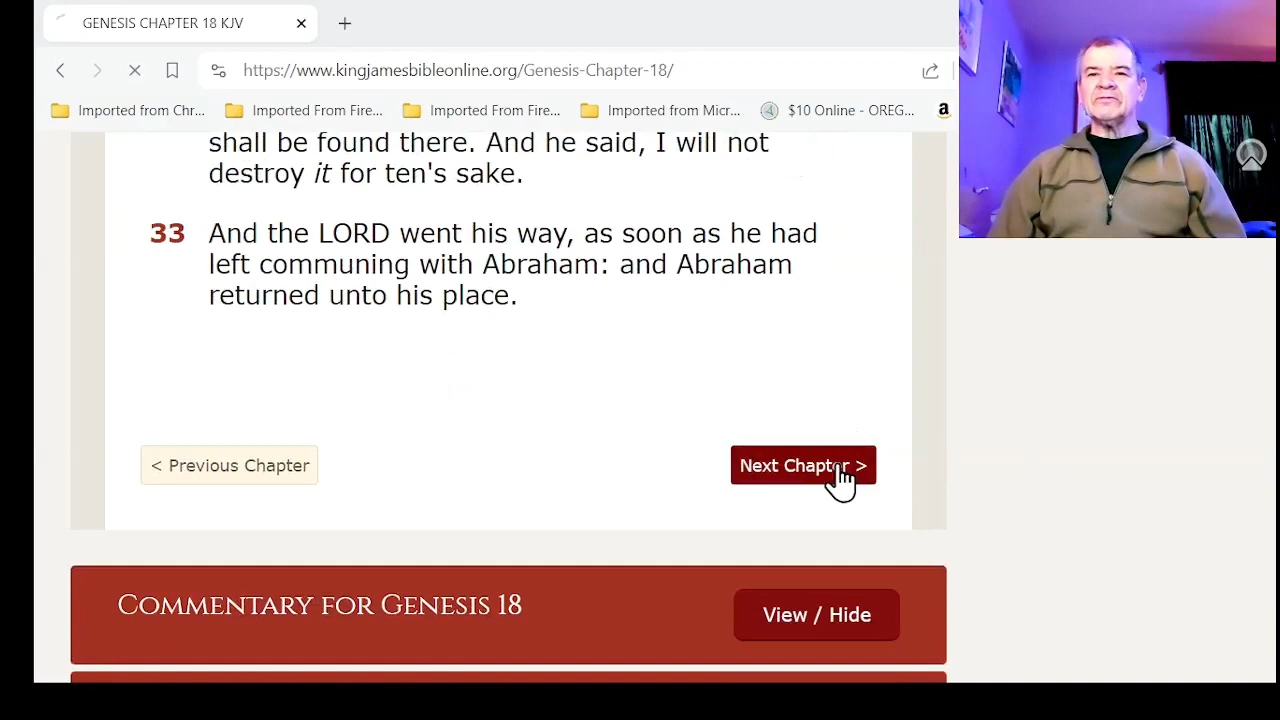 GENESIS CHAPTER 18 KJV
https://www.kingjamesbibleonline.org/Genesis-Chapter-18/
Imported from Chr... Imported From Fire... Imported From Fire... Imported from Micr... $10 Online - OREG...
shall be found there. And he said, I will not
destroy it for ten's sake.
33 And the LORD went his way, as soon as he had
left communing with Abraham: and Abraham
returned unto his place.
< Previous Chapter Next Chapter >
COMMENTARY FOR GENESIS 18 View / Hide